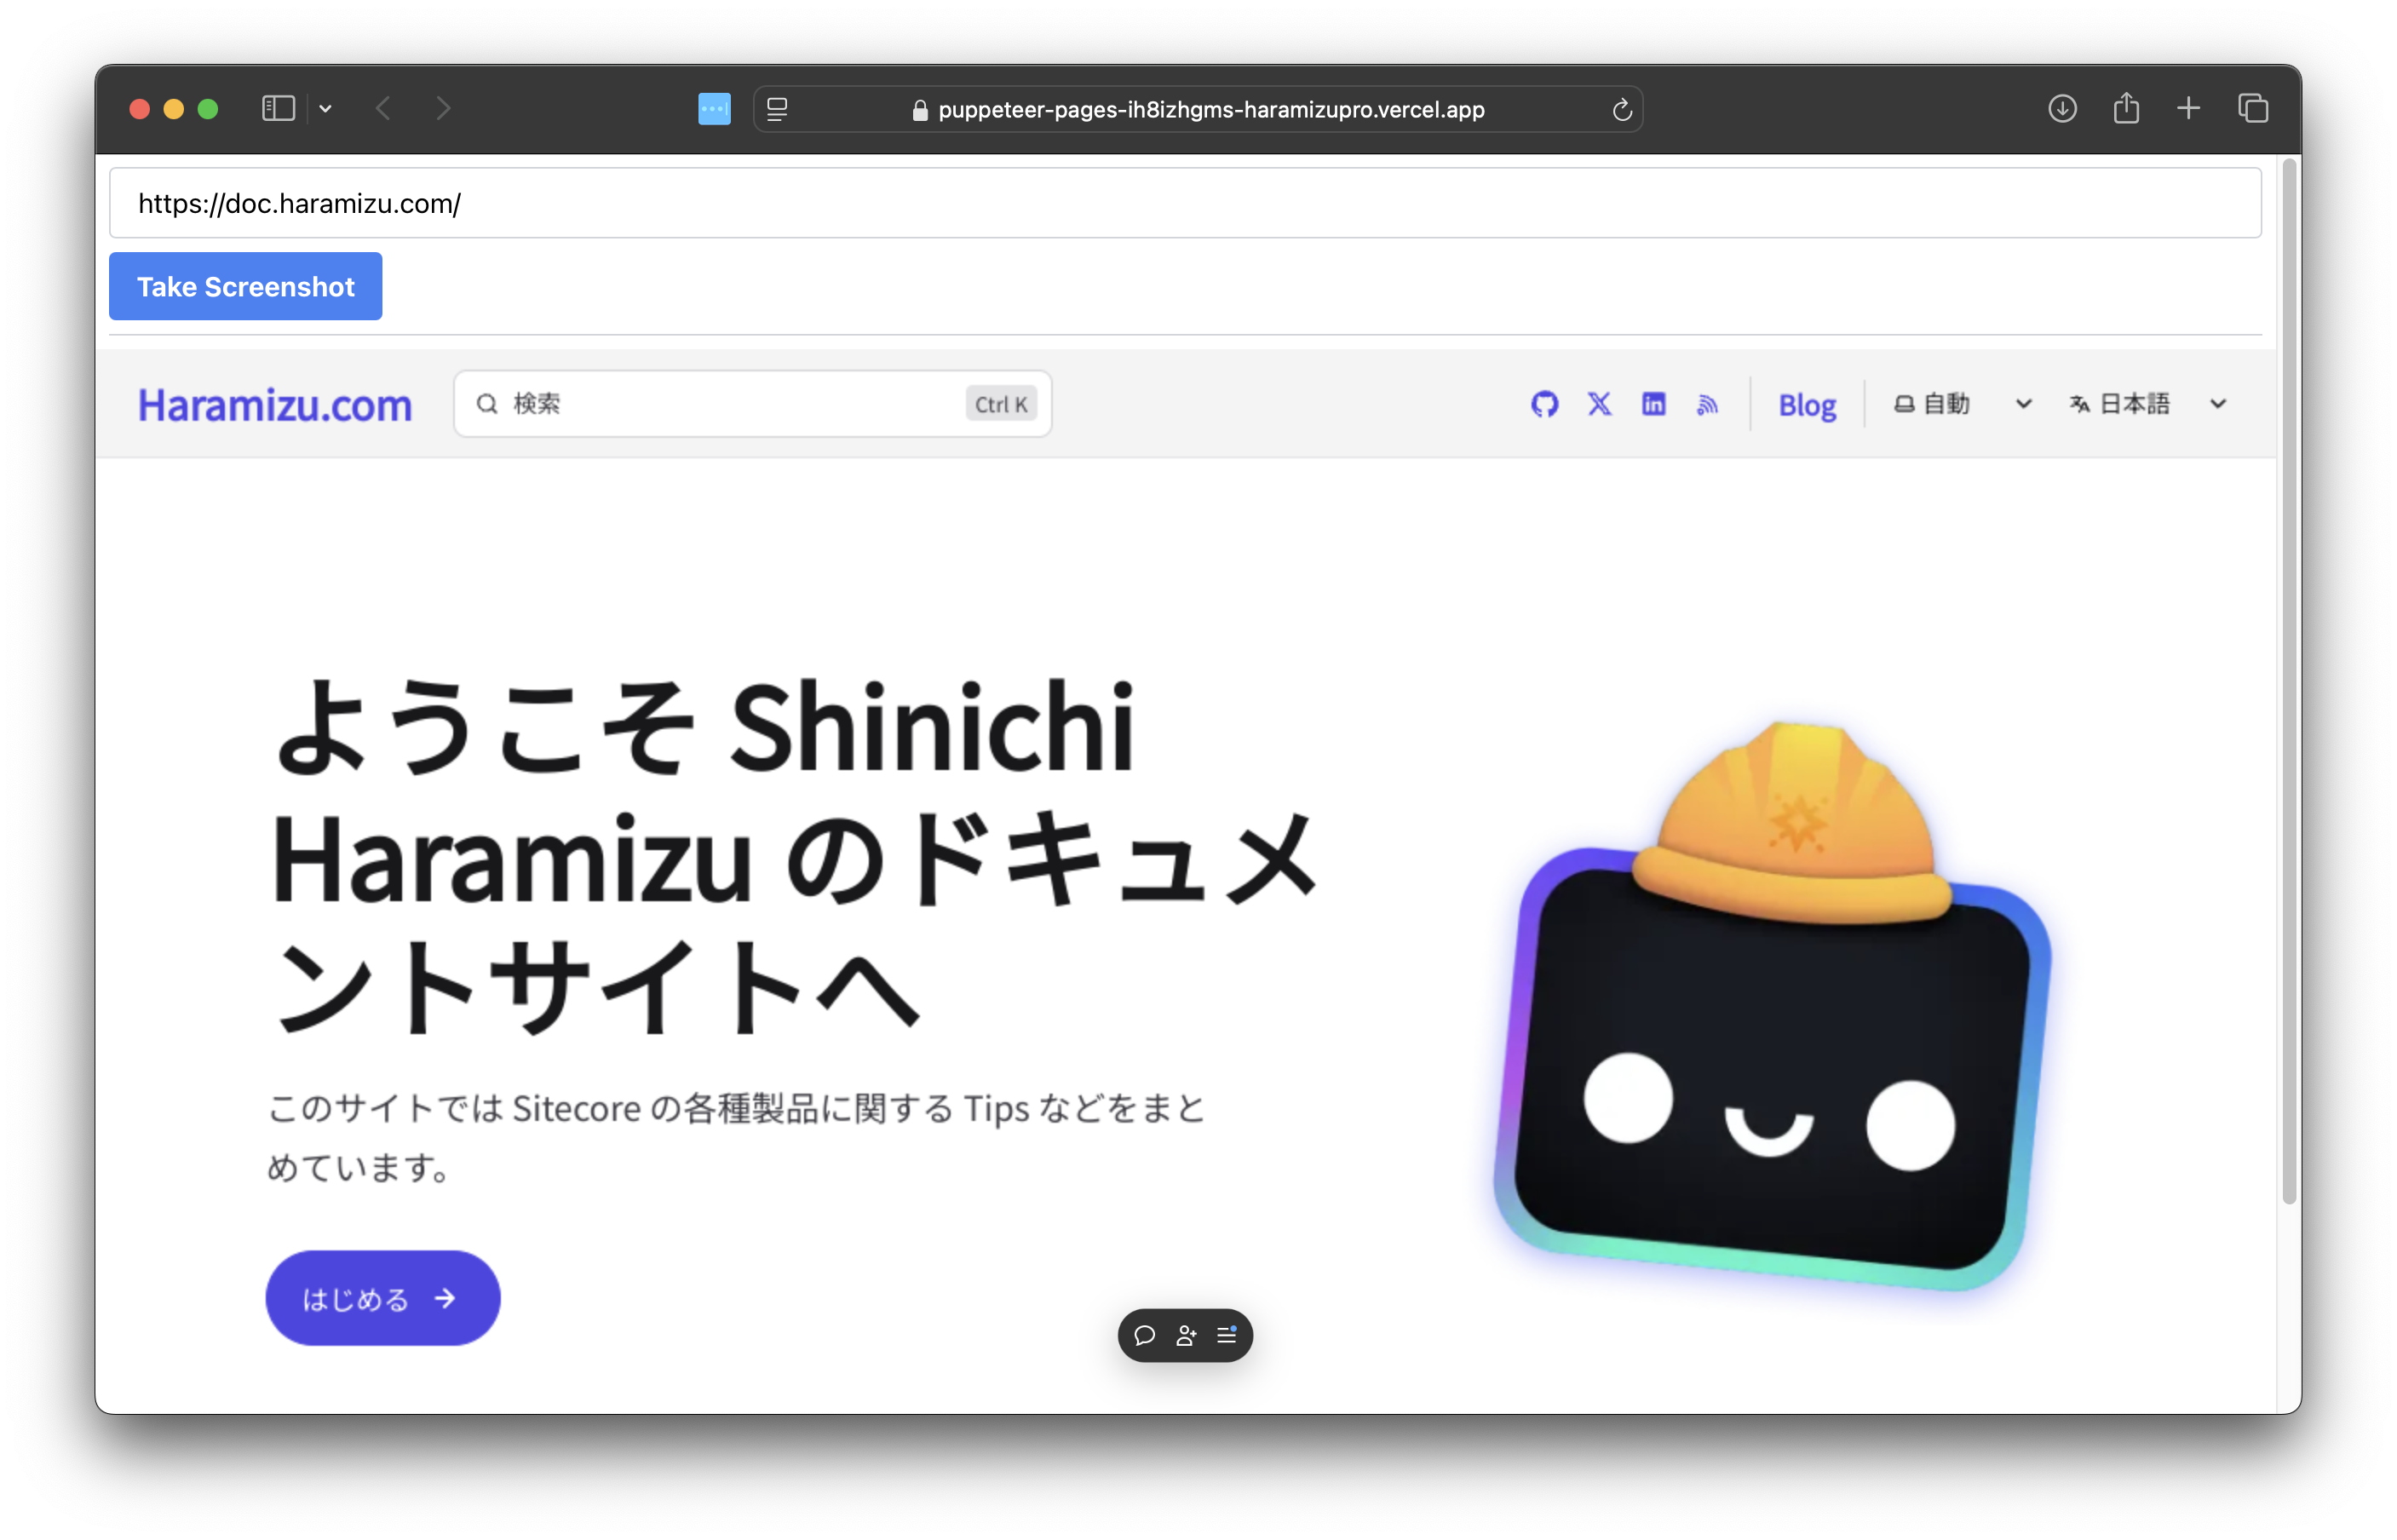 puppeteer-pages-ih8izhgms-haramizupro.vercel.app
https://doc.haramizu.com/
Take Screenshot
Haramizu.com 検索 Ctrl K Blog 自動 日本語
ようこそ Shinichi
Haramizu のドキュメ
ントサイトへ
このサイトでは Sitecore の各種製品に関する Tips などをまと
めています。
はじめる